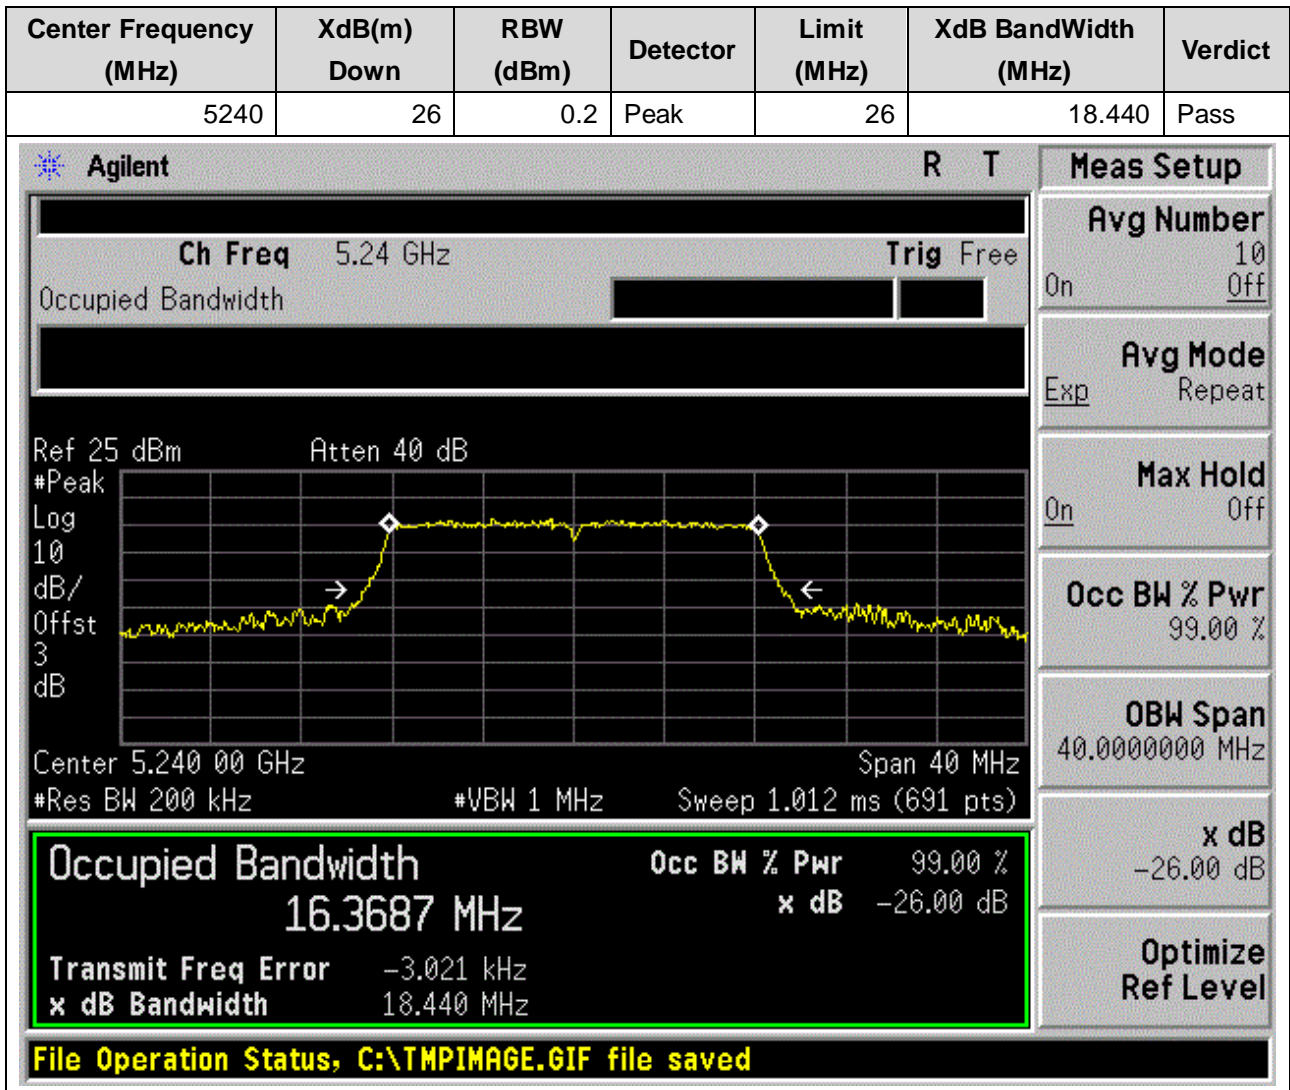 Center Frequency (MHz) XdB(m) Down RBW (dBm) Detector Limit (MHz) XdB BandWidth (MHz) Verdict
5240 26 0.2 Peak 26 18.440 Pass
Agilent R T Meas Setup
Avg Number
10
On Off
Ch Freq 5.24 GHz Trig Free
Occupied Bandwidth
Avg Mode
Exp Repeat
Ref 25 dBm Atten 40 dB
#Peak
Log
10
dB/
Offst
3
dB
Max Hold
On Off
Occ BW % Pwr
99.00 %
OBW Span
40.0000000 MHz
Center 5.240 00 GHz Span 40 MHz
#Res BW 200 kHz #VBW 1 MHz Sweep 1.012 ms (691 pts)
x dB
-26.00 dB
Occupied Bandwidth Occ BW % Pwr 99.00 %
16.3687 MHz x dB -26.00 dB
Transmit Freq Error -3.021 kHz
x dB Bandwidth 18.440 MHz
Optimize
Ref Level
File Operation Status, C:\TMPIMAGE.GIF file saved